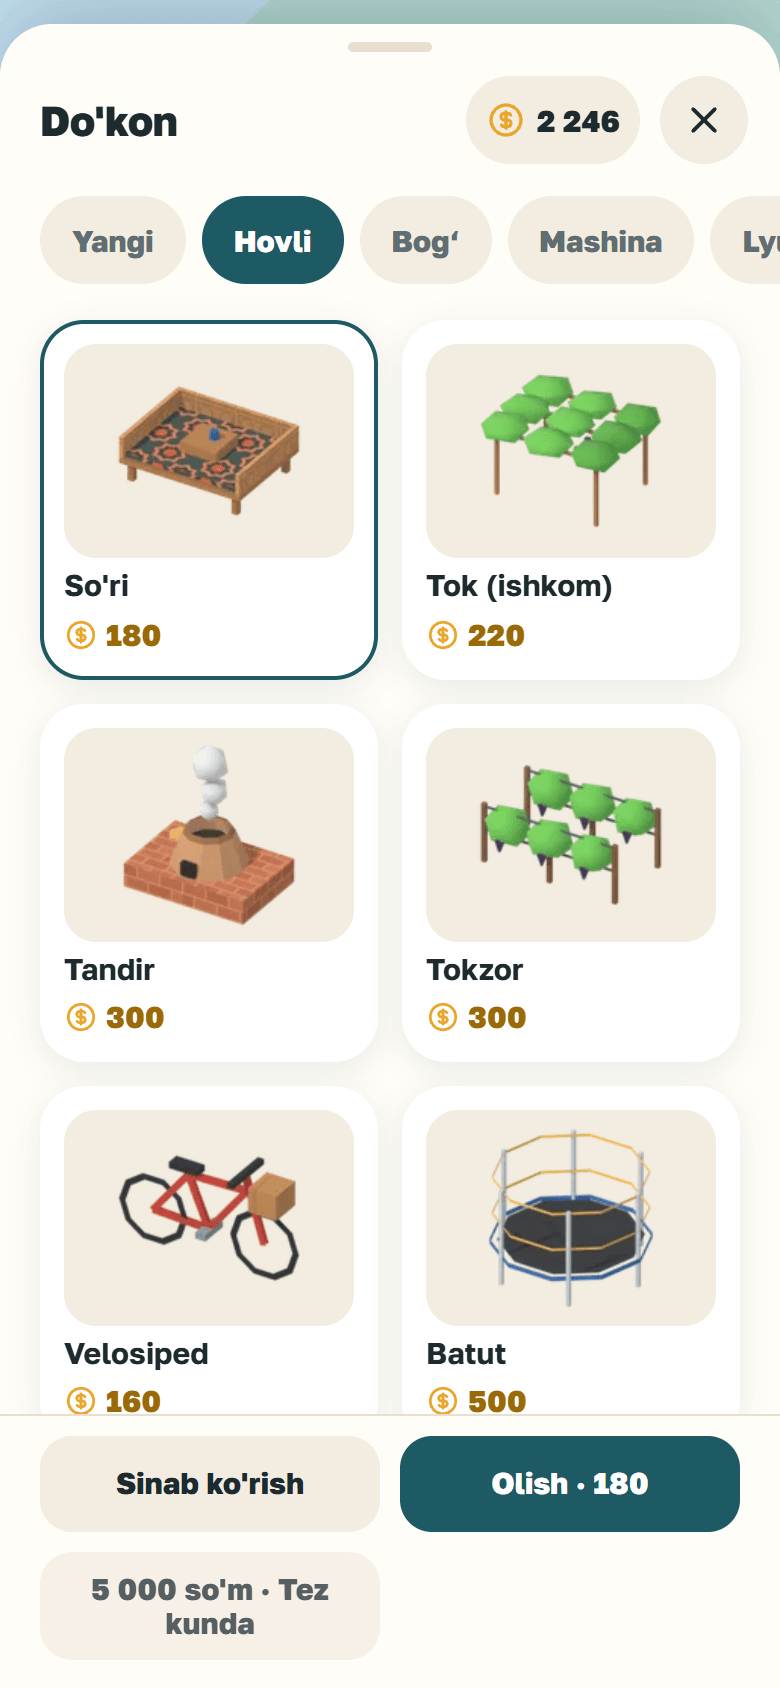 Do'kon
2 246
Yangi
Hovli
Bog‘
Mashina
Lyu
So'ri
180
Tok (ishkom)
220
Tandir
300
Tokzor
300
Velosiped
160
Batut
500
Sinab ko'rish
Olish · 180
5 000 so'm · Tez
kunda